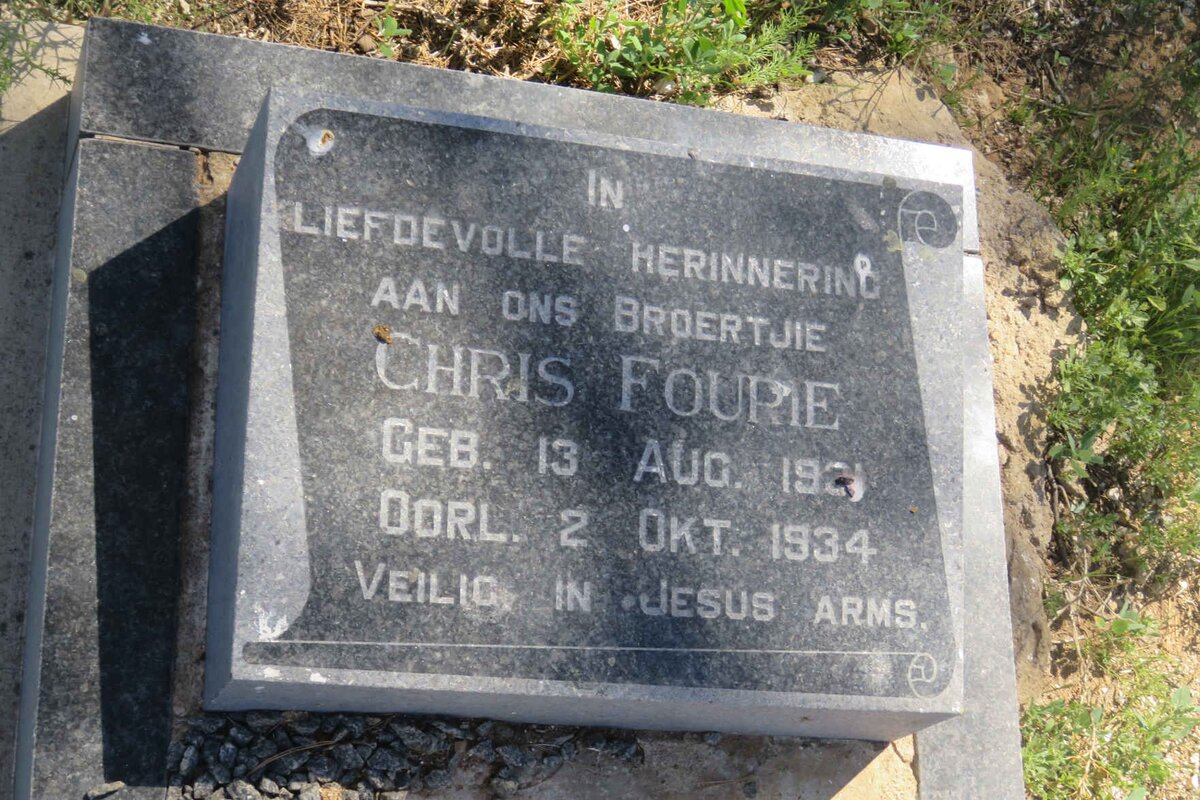 IN
LIEFDEVOLLE HERINNERING
AAN ONS BROERTJIE
CHRIS FOURIE
GEB. 13 AUG. 1931
OORL. 2 OKT. 1934
VEILIG IN JESUS ARMS.